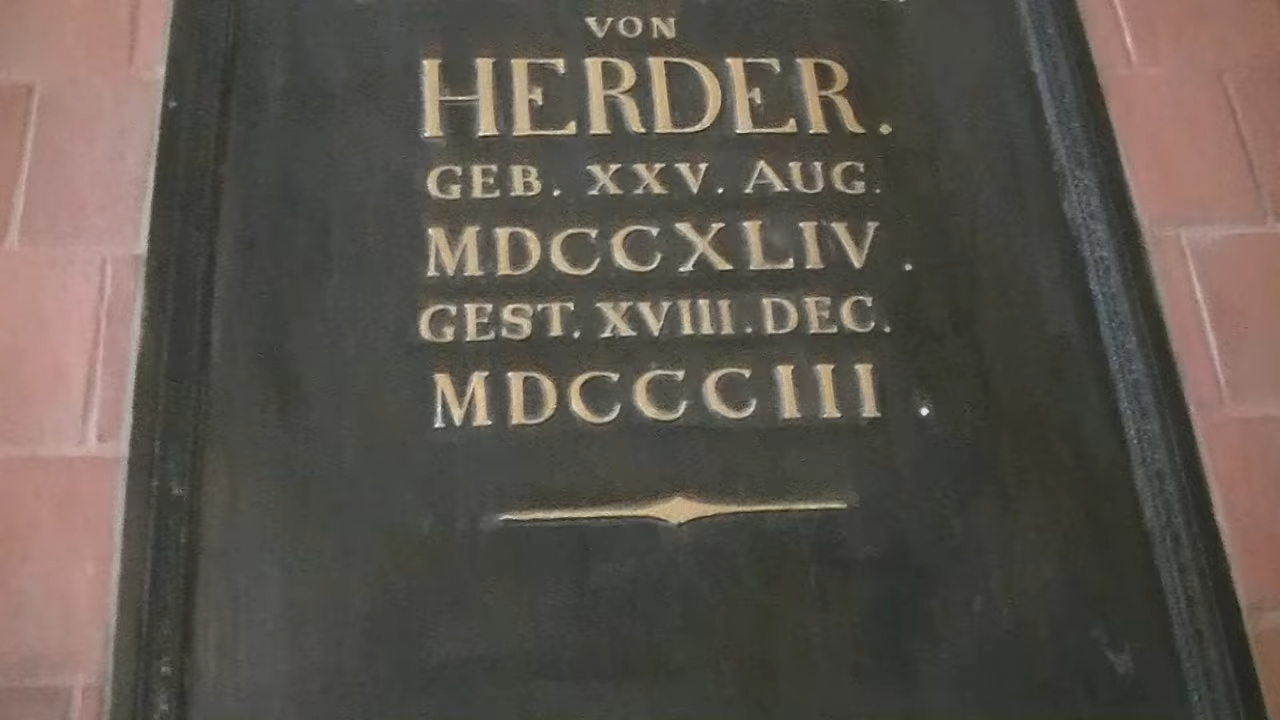 VON
HERDER.
GEB. XXV. AUG.
MDCCXLIV.
GEST. XVIII. DEC.
MDCCCIII.